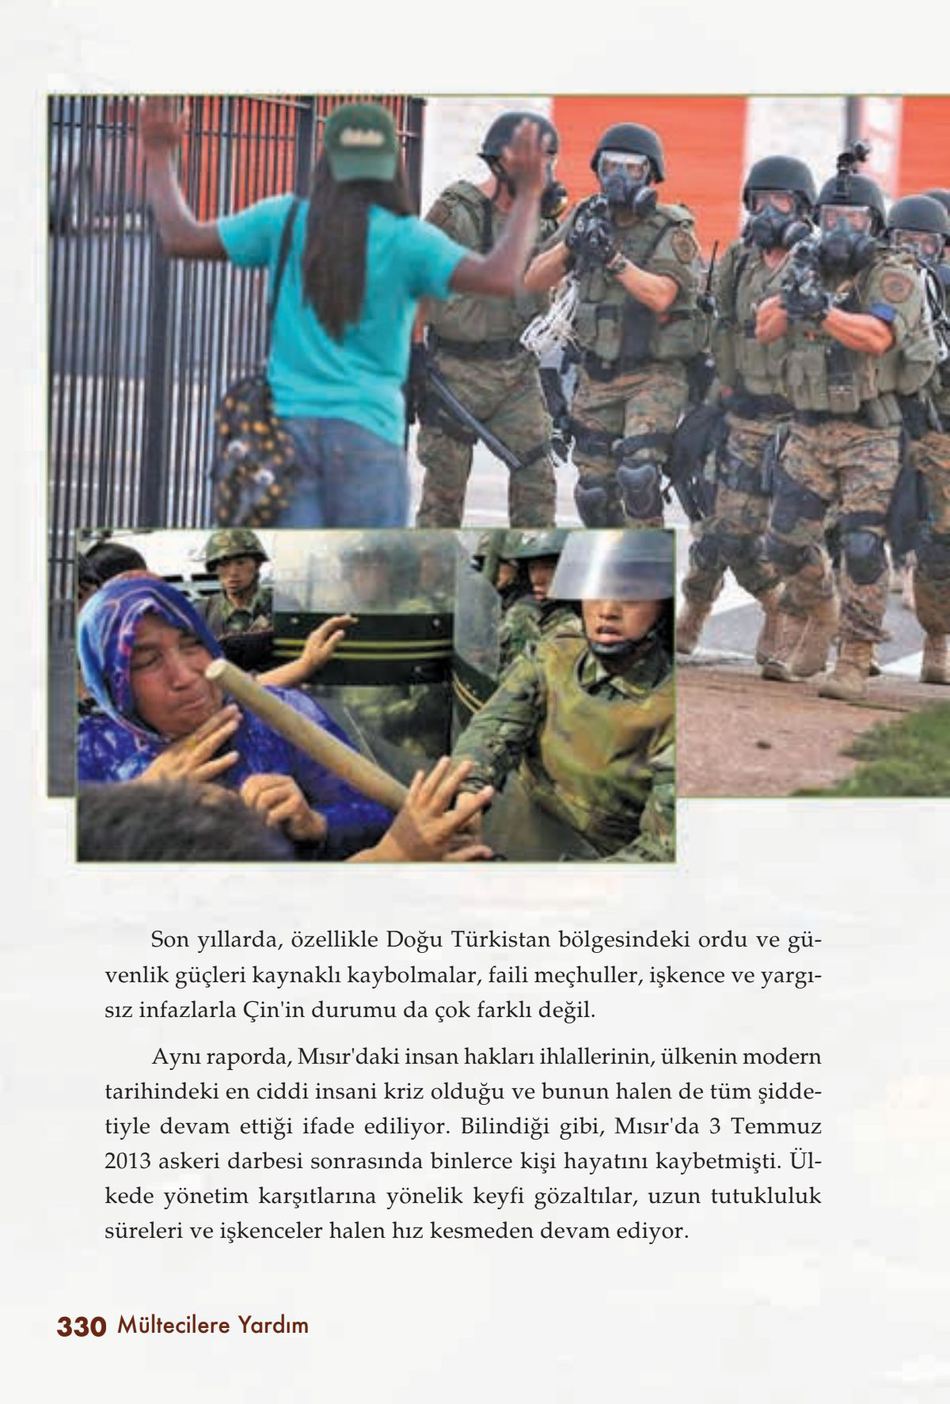 Son yıllarda, özellikle Doğu Türkistan bölgesindeki ordu ve gü-
venlik güçleri kaynaklı kaybolmalar, faili meçhuller, işkence ve yargı-
sız infazlarla Çin'in durumu da çok farklı değil.
Aynı raporda, Mısır'daki insan hakları ihlallerinin, ülkenin modern
tarihindeki en ciddi insani kriz olduğu ve bunun halen de tüm şidde-
tiyle devam ettiği ifade ediliyor. Bilindiği gibi, Mısır'da 3 Temmuz
2013 askeri darbesi sonrasında binlerce kişi hayatını kaybetmişti. Ül-
kede yönetim karşıtlarına yönelik keyfi gözaltılar, uzun tutukluluk
süreleri ve işkenceler halen hız kesmeden devam ediyor.
330 Mültecilere Yardım